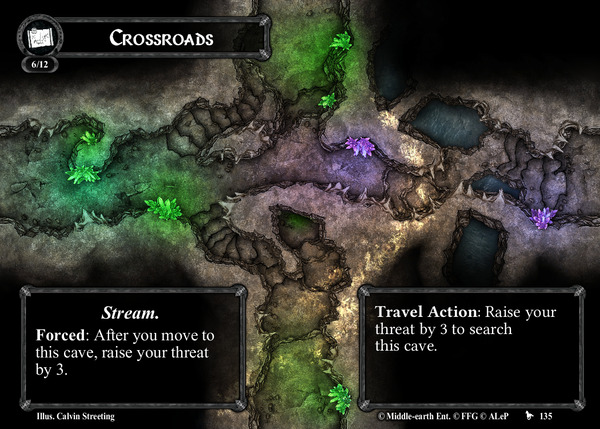 Crossroads
6/12
Stream.
Forced: After you move to
this cave, raise your threat
by 3.
Travel Action: Raise your
threat by 3 to search
this cave.
Illus. Calvin Streeting
© Middle-earth Ent. © FFG © ALeP
135